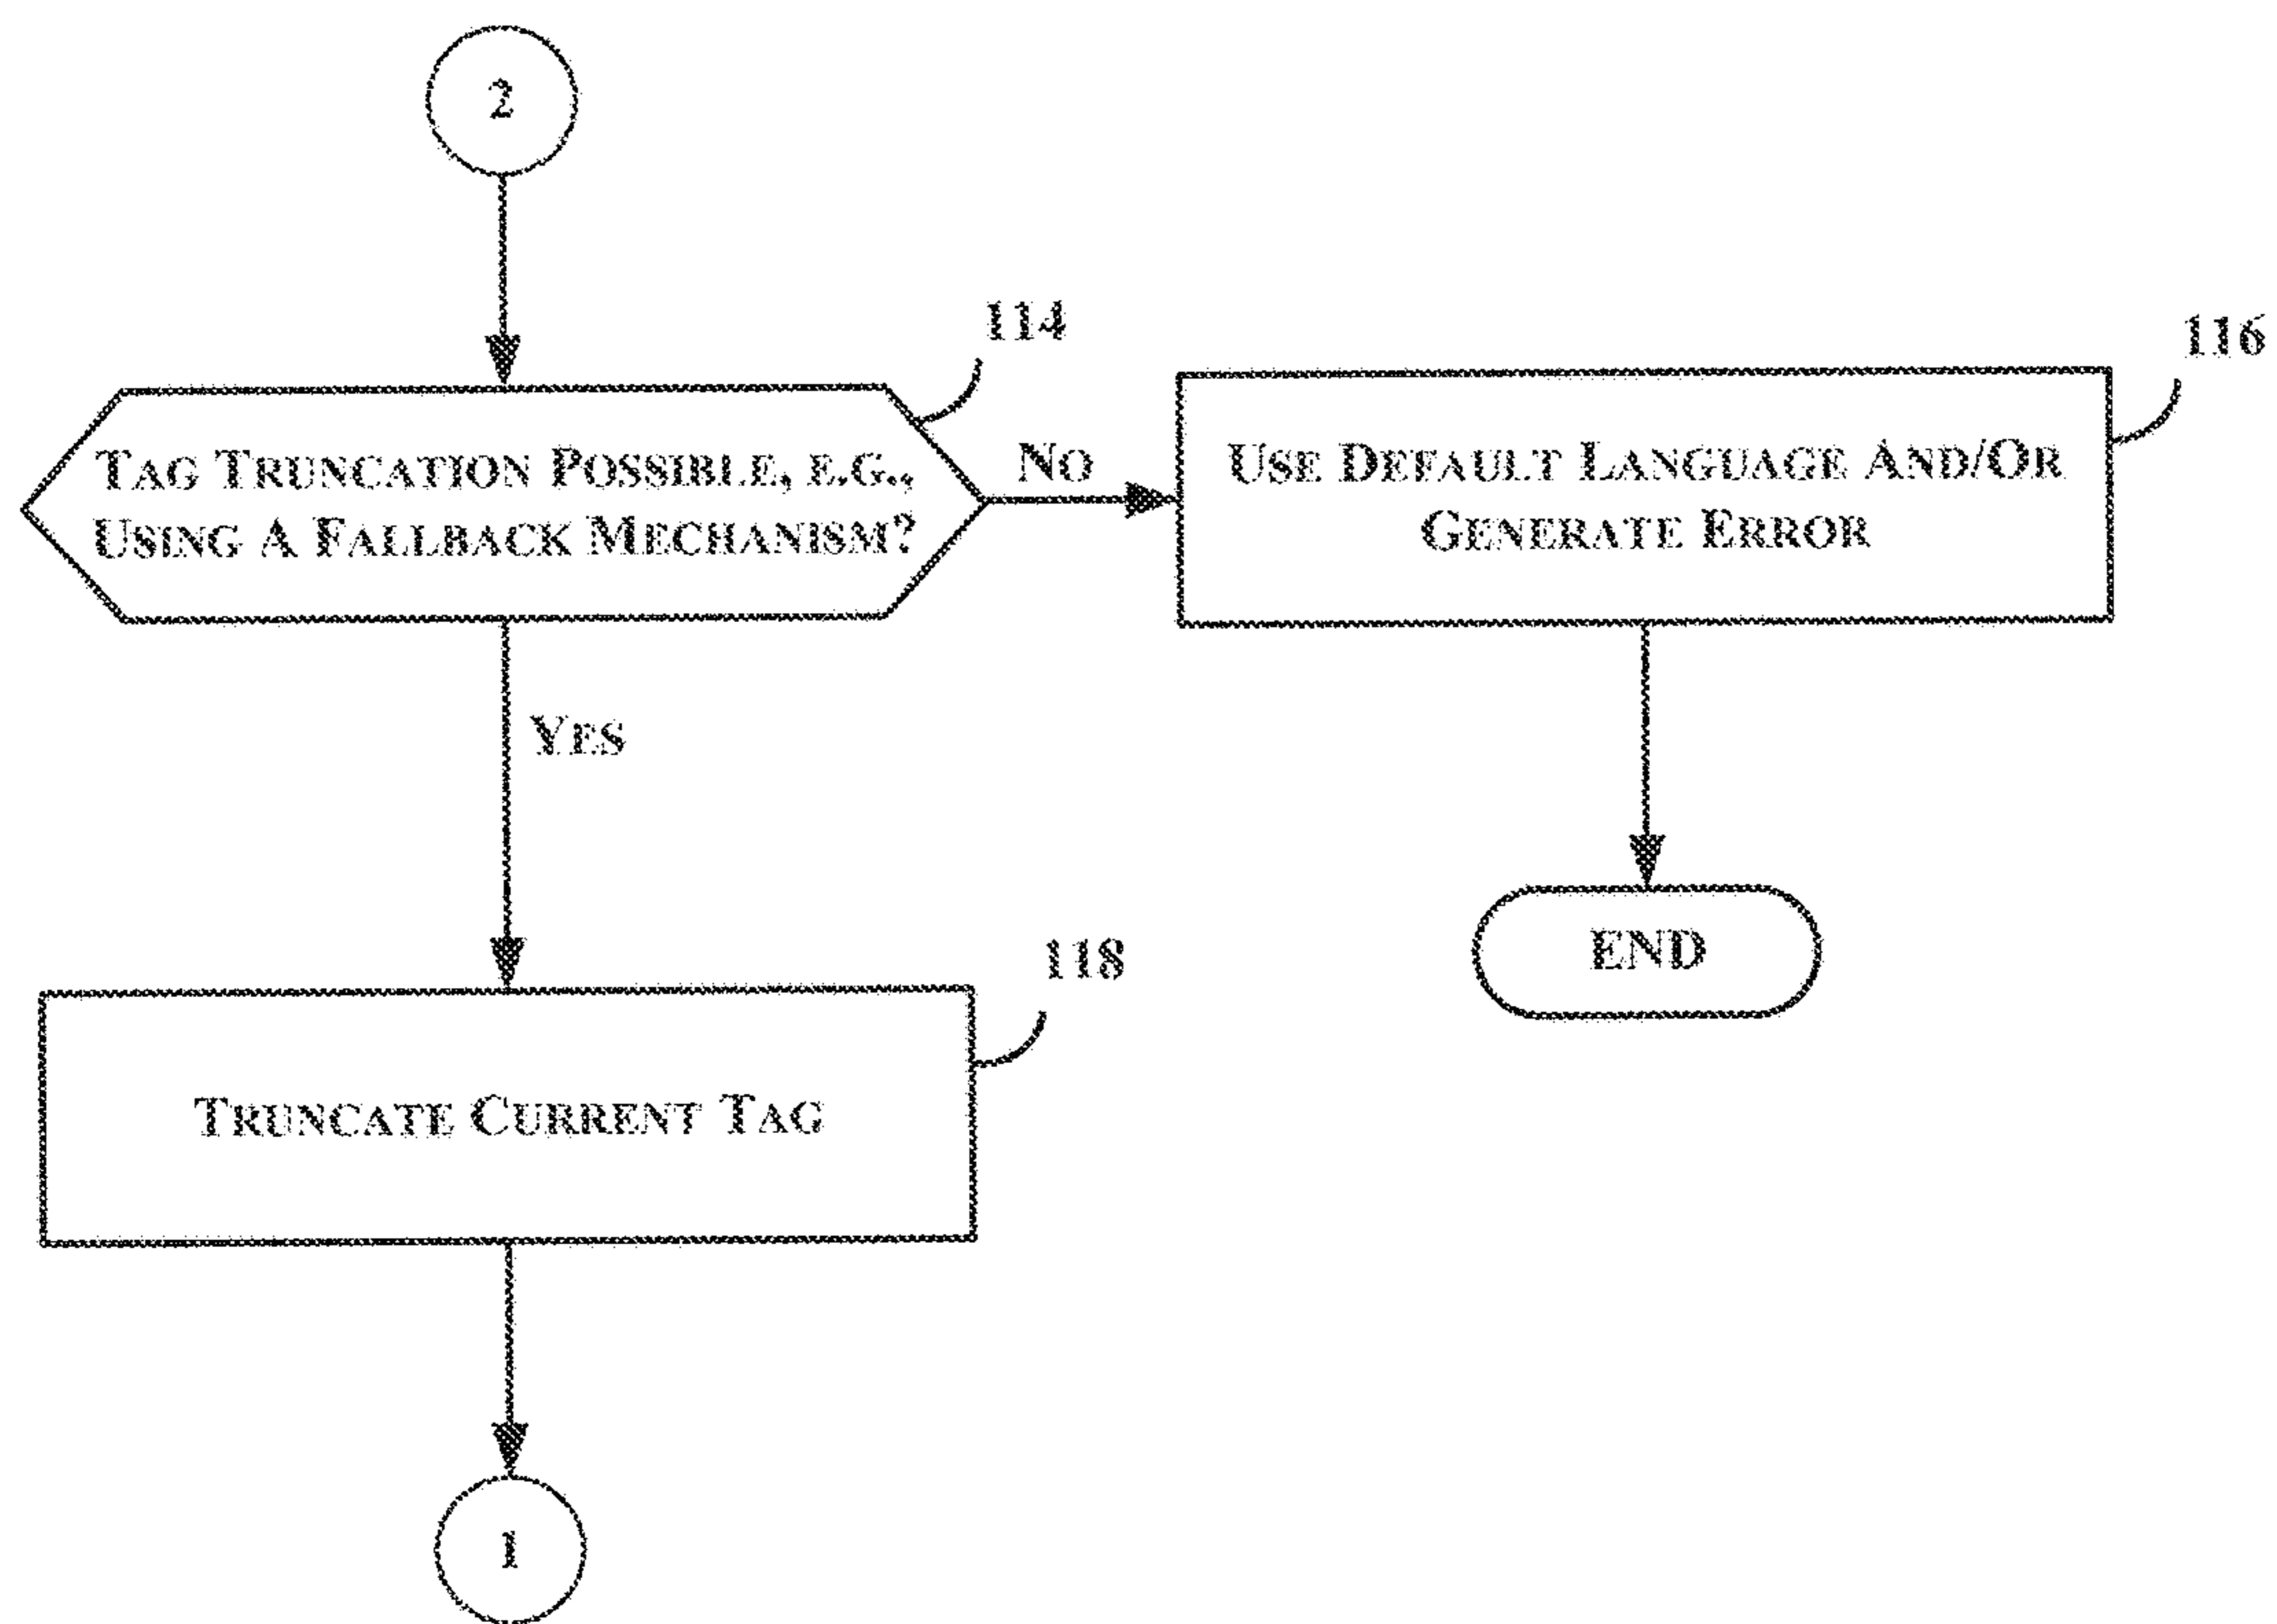 2
114
116
TAG TRUNCATION POSSIBLE, E.G.,
USING A FALLBACK MECHANISM?
NO
USE DEFAULT LANGUAGE AND/OR
GENERATE ERROR
YES
118
END
TRUNCATE CURRENT TAG
1